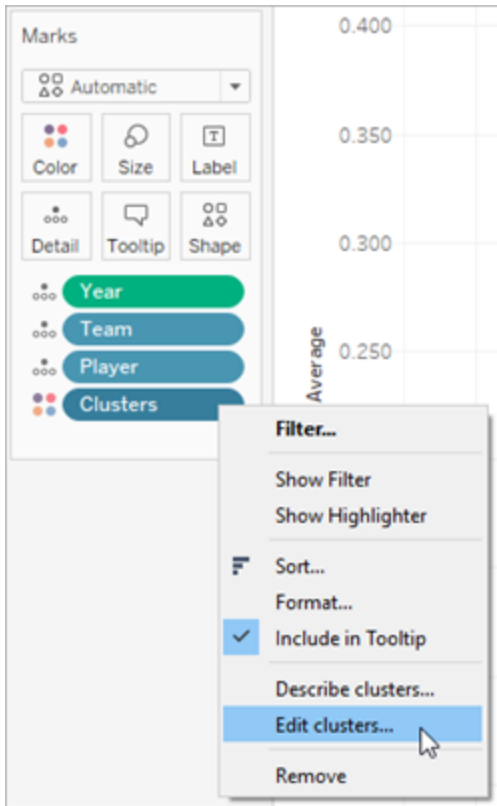 Marks
Automatic
Color Size Label
Detail Tooltip Shape
Year
Team
Player
Clusters
0.400
0.350
0.300
0.250
Average
Filter...
Show Filter
Show Highlighter
Sort...
Format...
Include in Tooltip
Describe clusters...
Edit clusters...
Remove